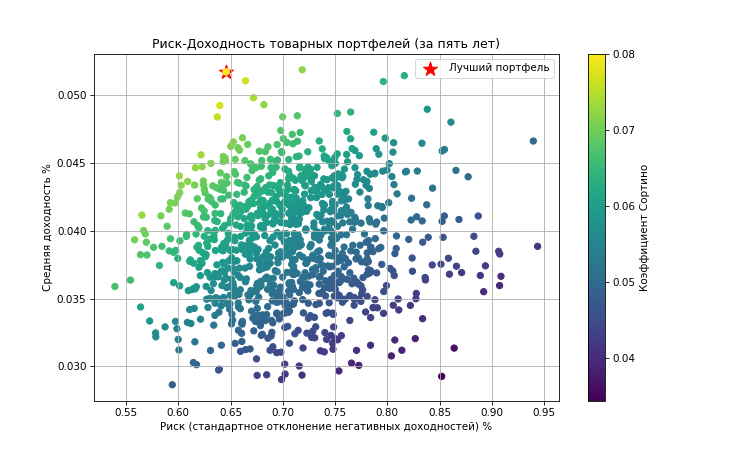 Риск-Доходность товарных портфелей (за пять лет)
Лучший портфель
Средняя доходность %
0.050
0.045
0.040
0.035
0.030
0.55 0.60 0.65 0.70 0.75 0.80 0.85 0.90 0.95
Риск (стандартное отклонение негативных доходностей) %
0.08
0.07
0.06
0.05
0.04
Коэффициент Сортино